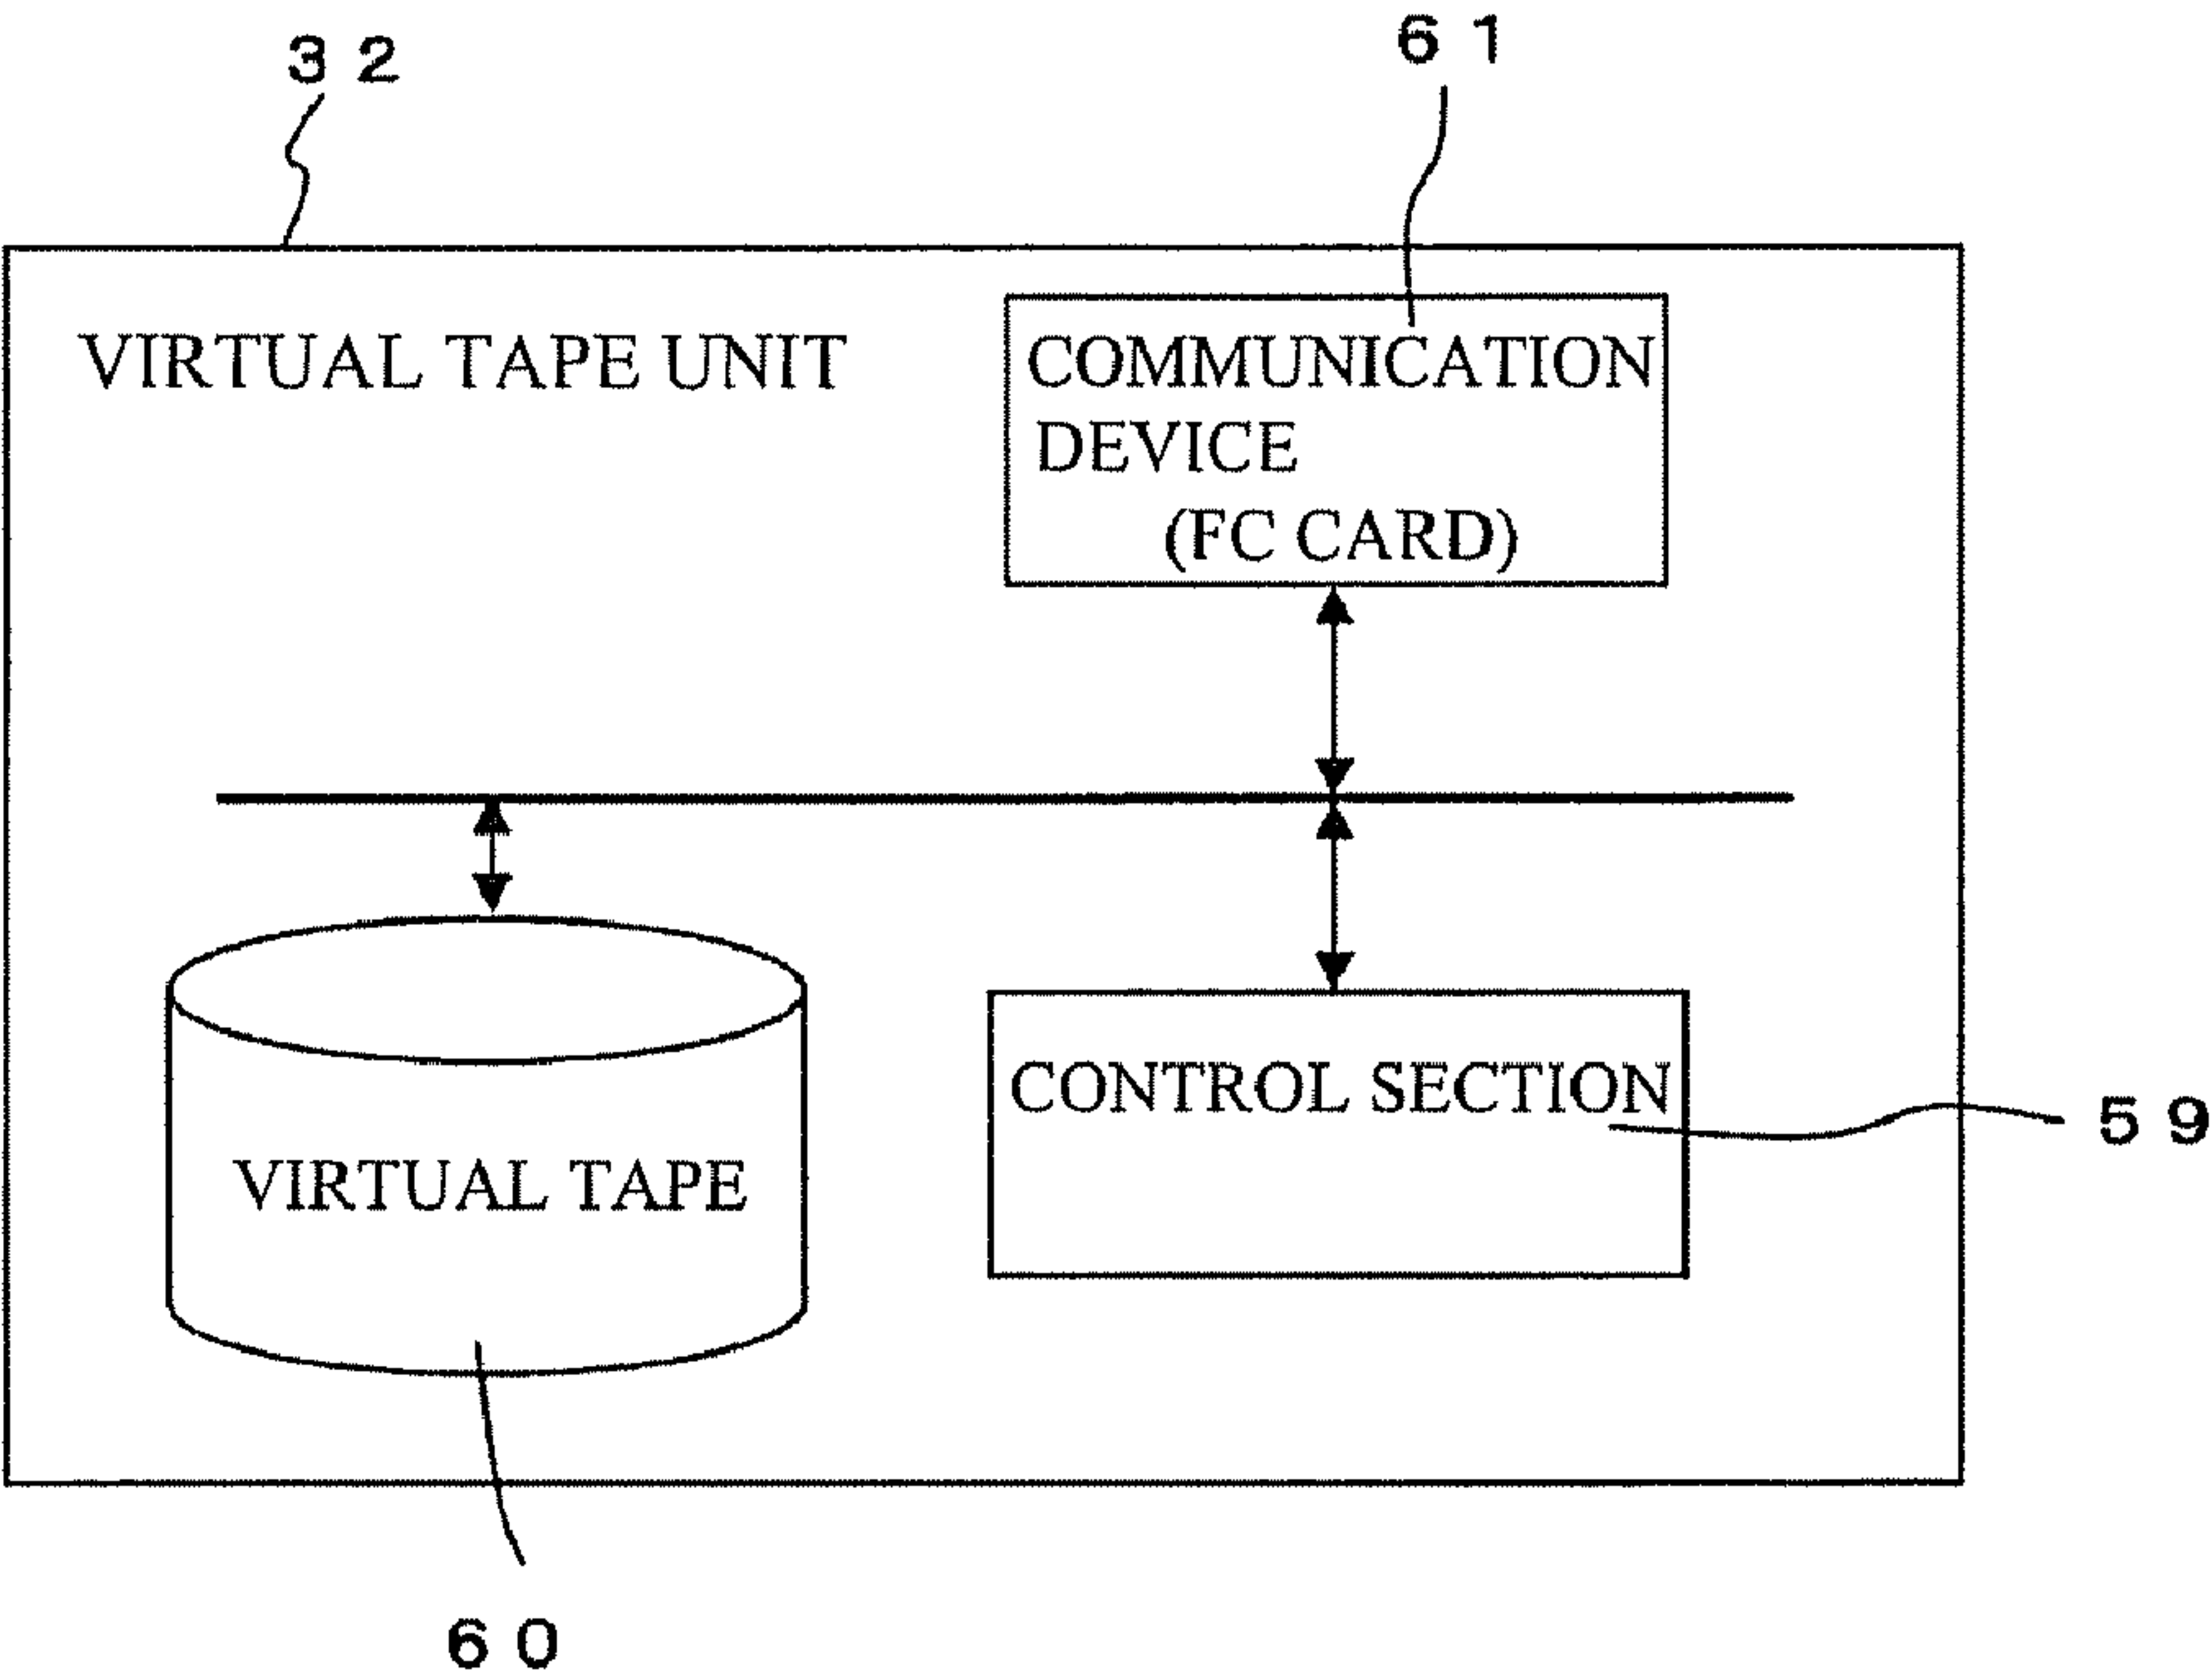 32
61
VIRTUAL TAPE UNIT
COMMUNICATION
DEVICE
(FC CARD)
CONTROL SECTION
59
VIRTUAL TAPE
60